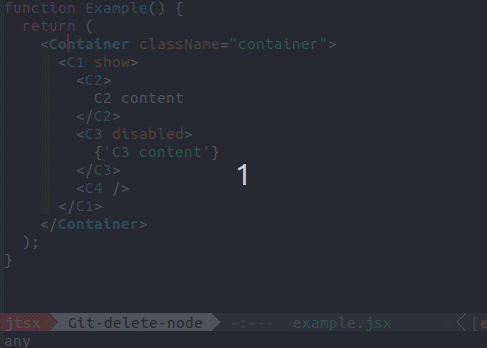 function Example() {
  return (
    <Container className="container">
      <C1 show>
        <C2>
          C2 content
        </C2>
        <C3 disabled>
          {'C3 content'}
        </C3>
        <C4 />
      </C1>
    </Container>
  );
}
1
jtsx Git-delete-node -:--- example.jsx
any